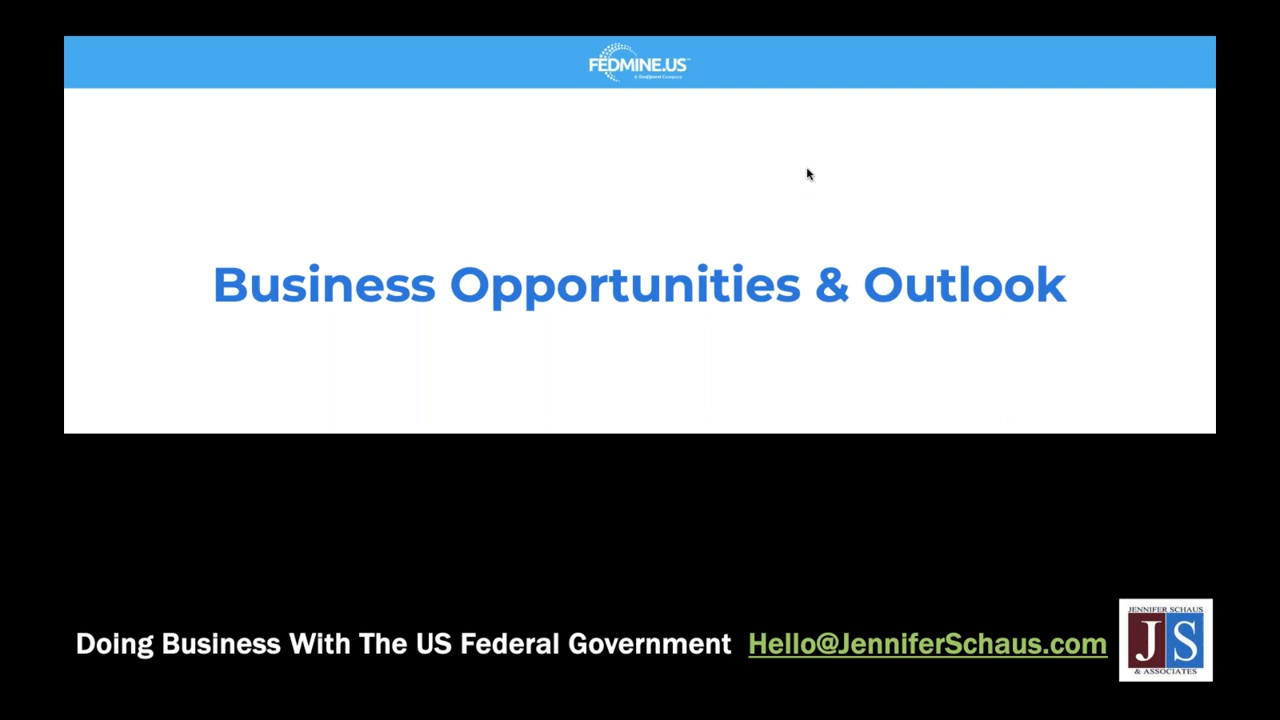 FEDMINE.US
Business Opportunities & Outlook
Doing Business With The US Federal Government Hello@JenniferSchaus.com
JENNIFER SCHAUS
JS
& ASSOCIATES